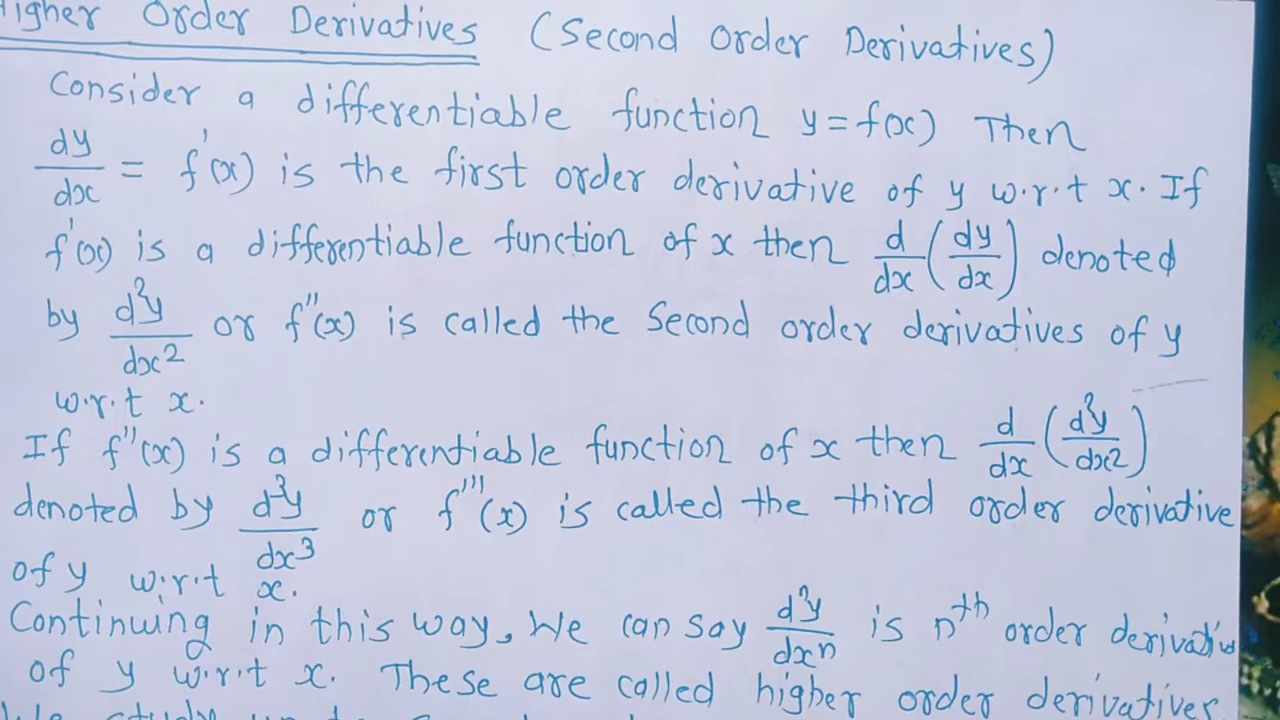 Higher Order Derivatives (Second Order Derivatives)
Consider a differentiable function y = f(x) Then
dy/dx = f'(x) is the first order derivative of y w.r.t x. If
f'(x) is a differentiable function of x then d/dx (dy/dx) denoted
by d²y/dx² or f''(x) is called the Second order derivatives of y
w.r.t x.
If f''(x) is a differentiable function of x then d/dx (d²y/dx²)
denoted by d³y/dx³ or f'''(x) is called the third order derivative
of y w.r.t x.
Continuing in this way, We can say dⁿy/dxⁿ is nth order derivative
of y w.r.t x. These are called higher order derivatives.